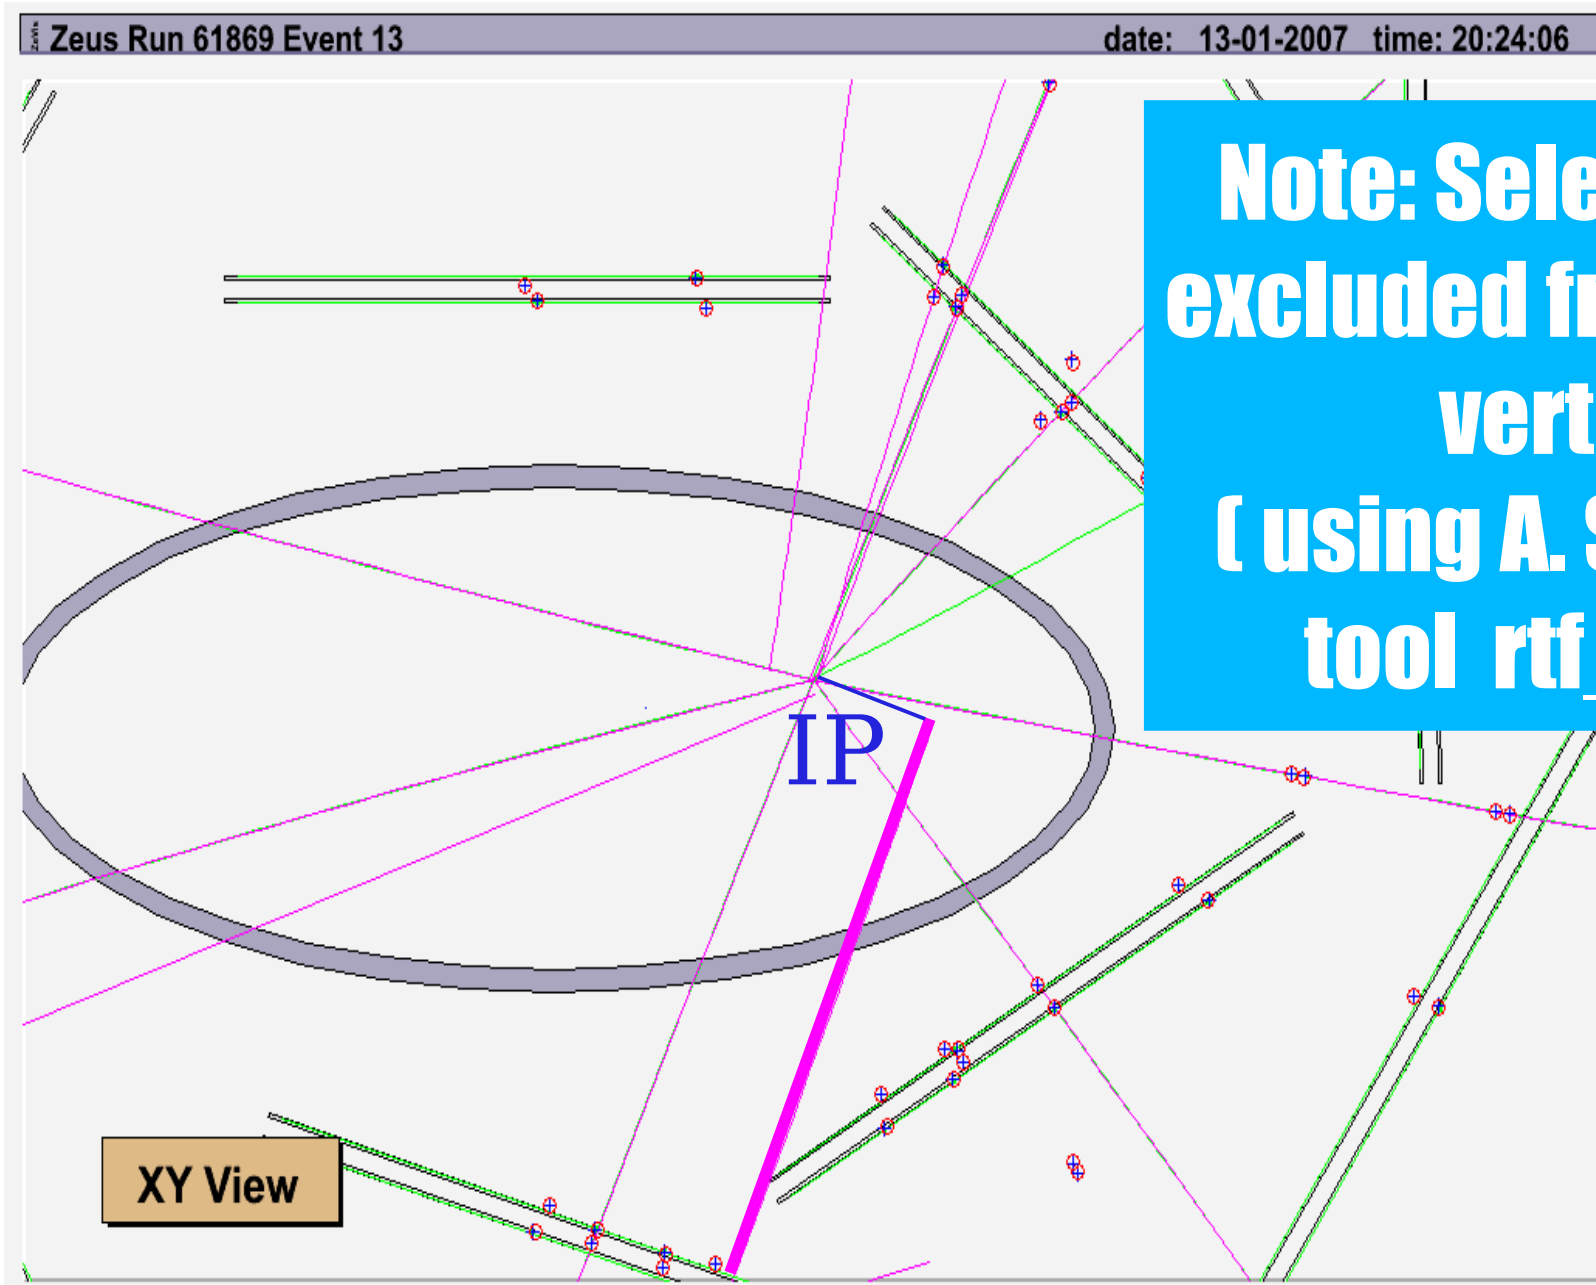 Zeus Run 61869 Event 13
date: 13-01-2007 time: 20:24:06
Note: Sele
excluded fr
vert
( using A. S
tool rtf_
IP
XY View